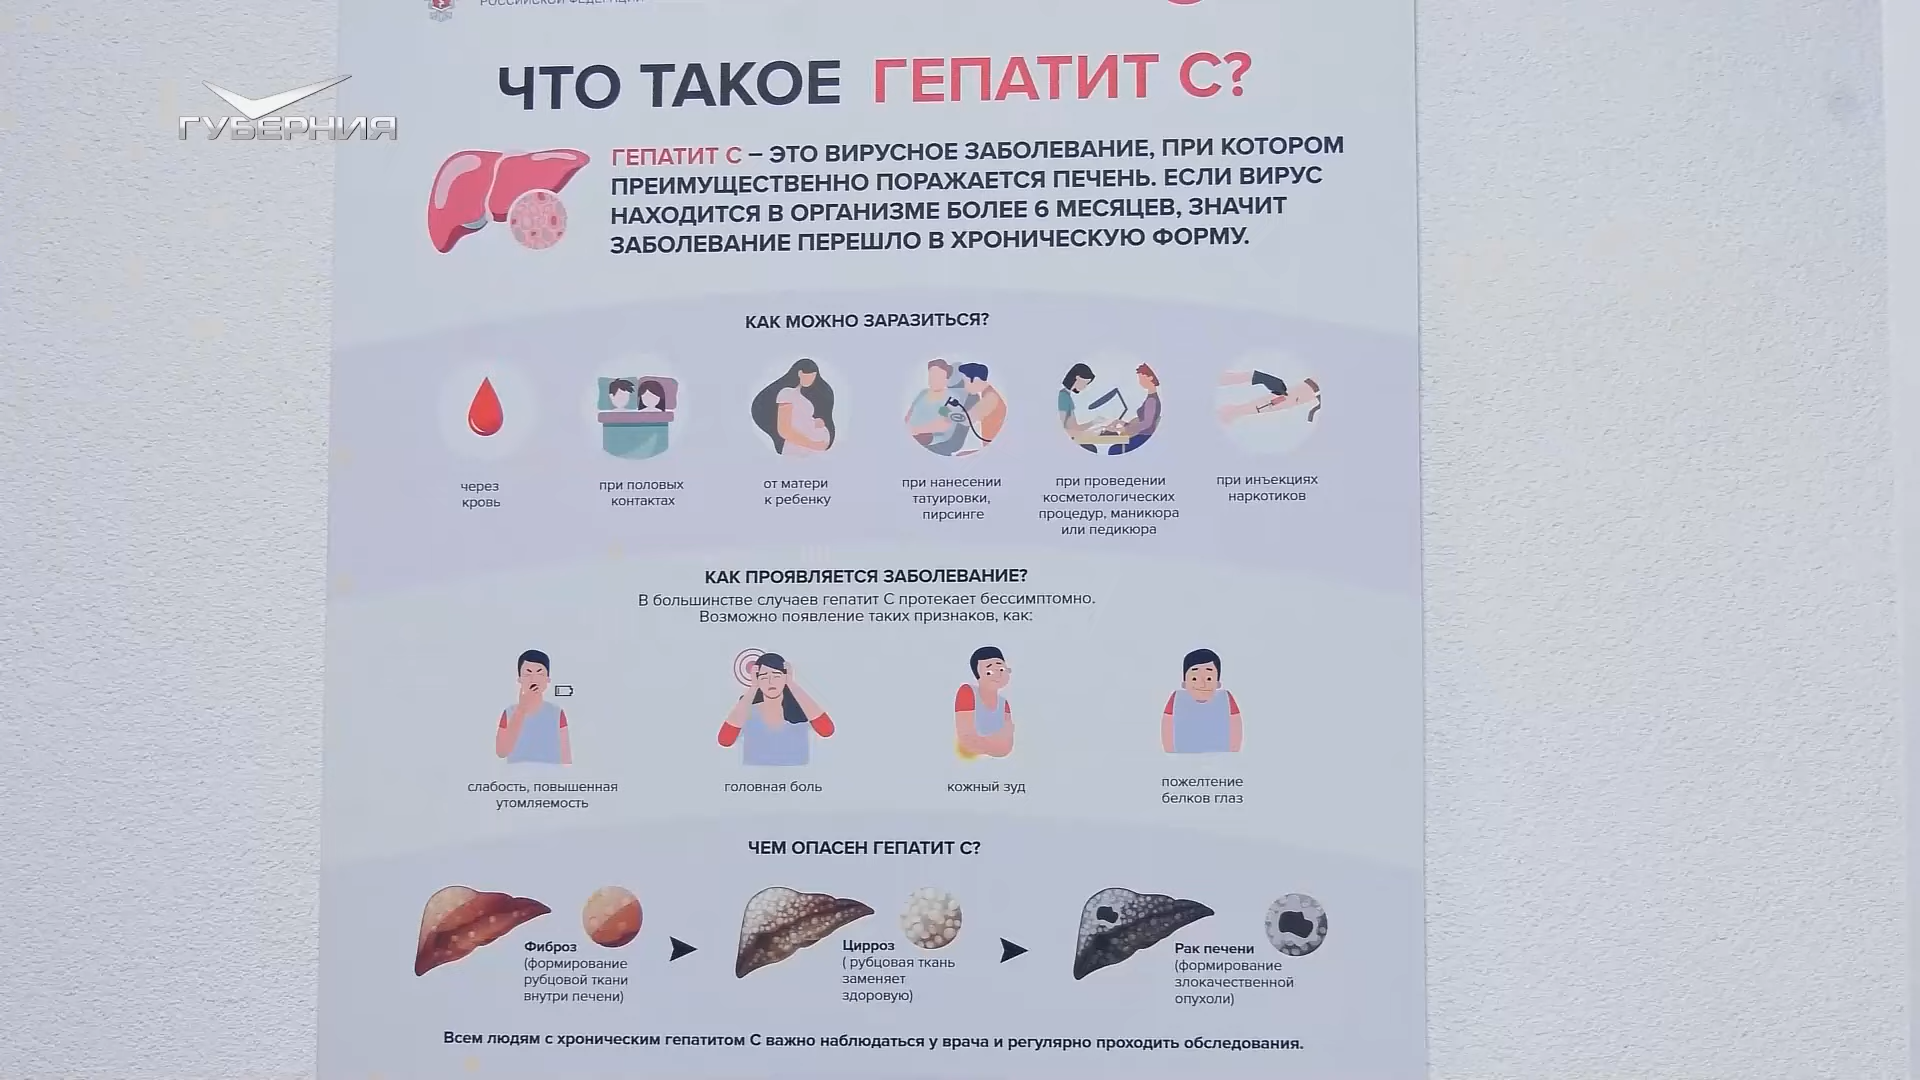 РОССИЙСКОЙ ФЕДЕРАЦИИ
ГУБЕРНИЯ
ЧТО ТАКОЕ ГЕПАТИТ С?
ГЕПАТИТ С – ЭТО ВИРУСНОЕ ЗАБОЛЕВАНИЕ, ПРИ КОТОРОМ
ПРЕИМУЩЕСТВЕННО ПОРАЖАЕТСЯ ПЕЧЕНЬ. ЕСЛИ ВИРУС
НАХОДИТСЯ В ОРГАНИЗМЕ БОЛЕЕ 6 МЕСЯЦЕВ, ЗНАЧИТ
ЗАБОЛЕВАНИЕ ПЕРЕШЛО В ХРОНИЧЕСКУЮ ФОРМУ.
КАК МОЖНО ЗАРАЗИТЬСЯ?
через
кровь
при половых
контактах
от матери
к ребенку
при нанесении
татуировки,
пирсинге
при проведении
косметологических
процедур, маникюра
или педикюра
при инъекциях
наркотиков
КАК ПРОЯВЛЯЕТСЯ ЗАБОЛЕВАНИЕ?
В большинстве случаев гепатит С протекает бессимптомно.
Возможно появление таких признаков, как:
слабость, повышенная
утомляемость
головная боль
кожный зуд
пожелтение
белков глаз
ЧЕМ ОПАСЕН ГЕПАТИТ С?
Фиброз
(формирование
рубцовой ткани
внутри печени)
Цирроз
( рубцовая ткань
заменяет
здоровую)
Рак печени
(формирование
злокачественной
опухоли)
Всем людям с хроническим гепатитом С важно наблюдаться у врача и регулярно проходить обследования.